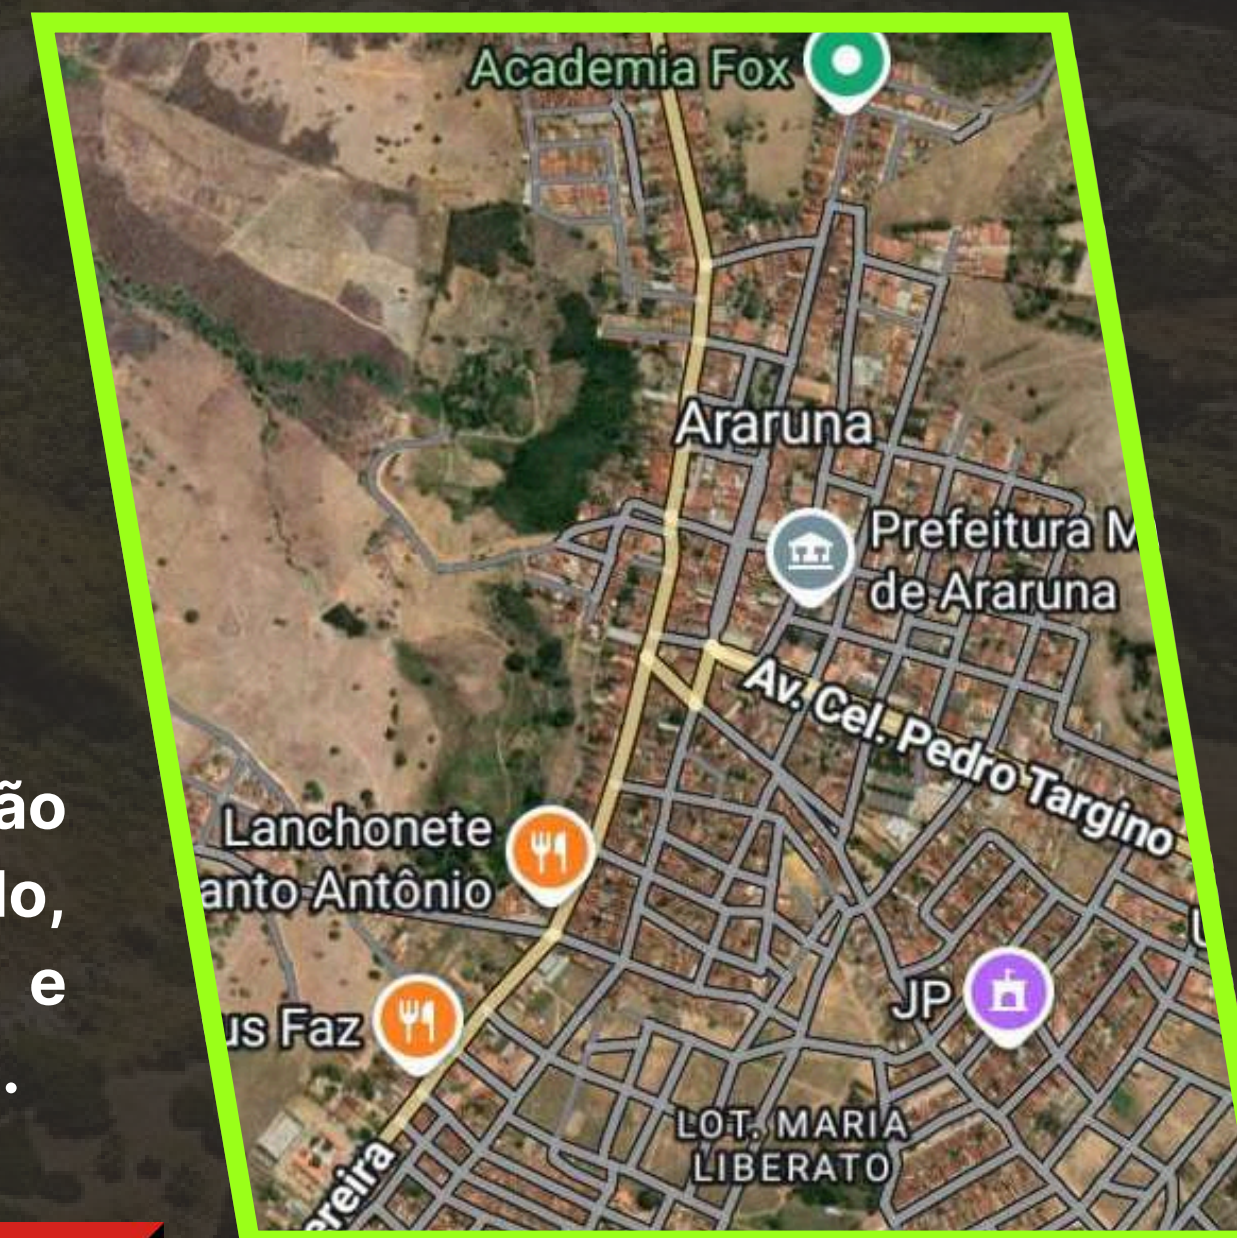 Academia Fox
Araruna
Prefeitura M
de Araruna
Av. Cel. Pedro Targino
ão
lo,
e
.
Lanchonete
anto Antônio
us Faz
JP
LOT. MARIA
LIBERATO
ereira